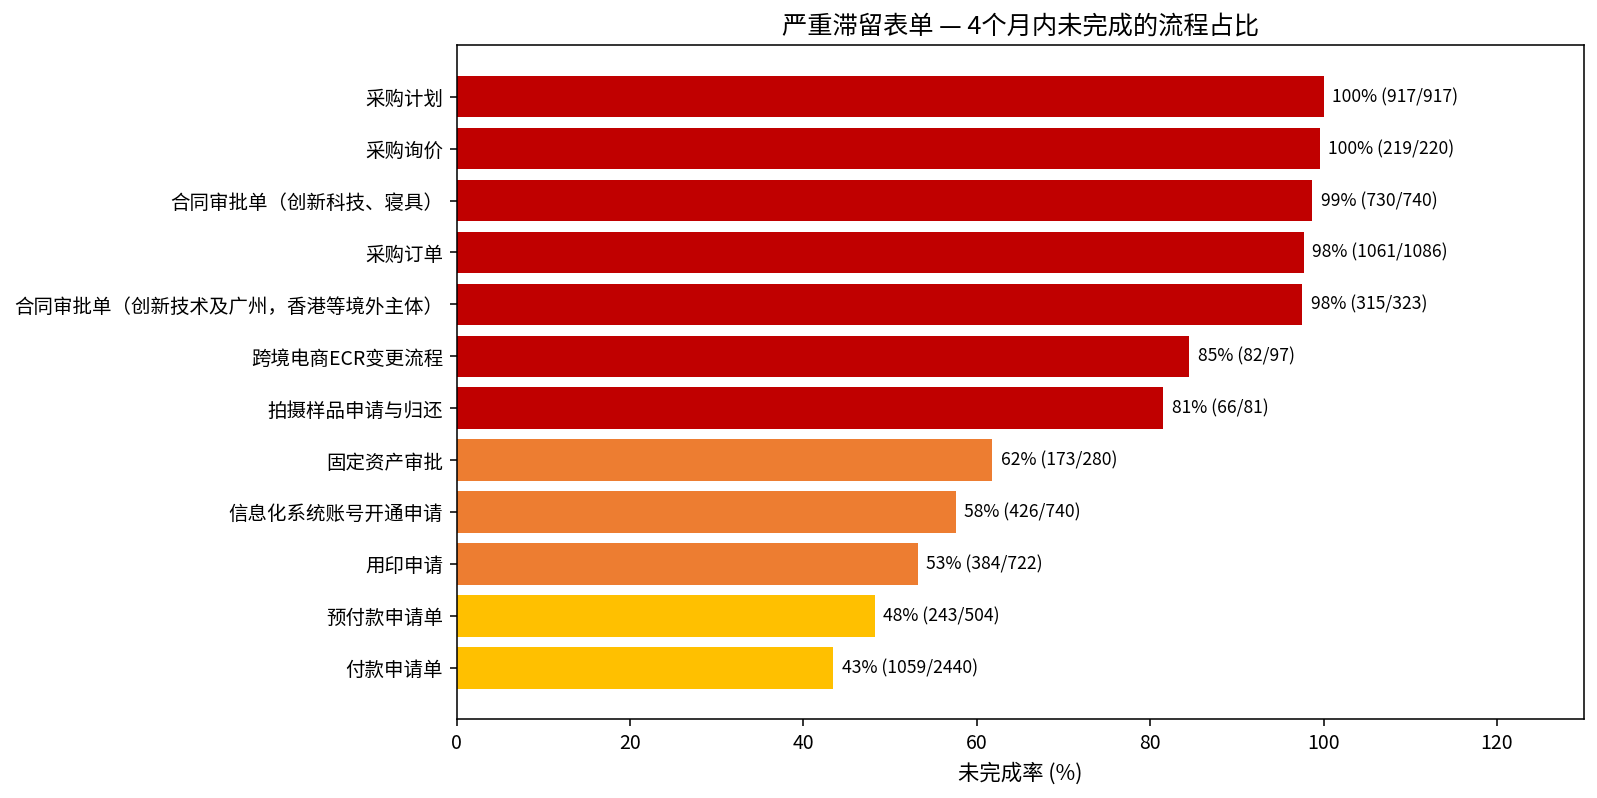 严重滞留表单 — 4个月内未完成的流程占比
采购计划 100% (917/917)
采购询价 100% (219/220)
合同审批单（创新科技、寝具） 99% (730/740)
采购订单 98% (1061/1086)
合同审批单（创新技术及广州，香港等境外主体） 98% (315/323)
跨境电商ECR变更流程 85% (82/97)
拍摄样品申请与归还 81% (66/81)
固定资产审批 62% (173/280)
信息化系统账号开通申请 58% (426/740)
用印申请 53% (384/722)
预付款申请单 48% (243/504)
付款申请单 43% (1059/2440)
0 20 40 60 80 100 120
未完成率 (%)